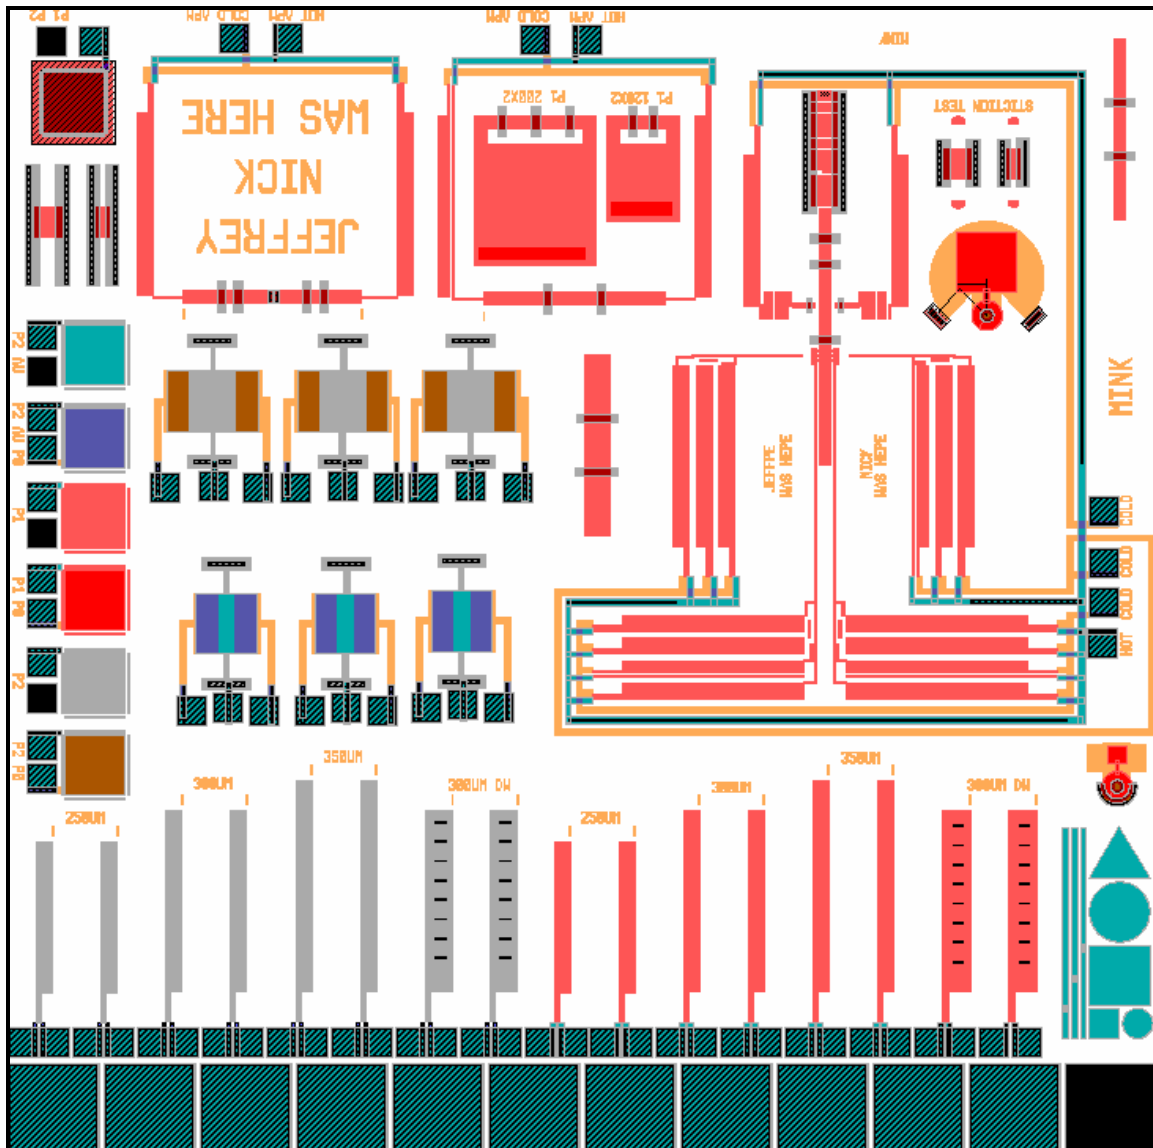 P1 P2
COLD ARM
HOT ARM
COLD ARM
HOT ARM
MINK
JEFFREY
NICK
WAS HERE
P1 200X2
P1 120X2
STICTION TEST
P2 AU
P2 AU P0
P1
P1 P0
P2
P2 P0
MINK
WAS HERE
NICK
WAS HERE
COLD
COLD
COLD
HOT
250UM
300UM
350UM
300UM DW
250UM
300UM
350UM
300UM DW